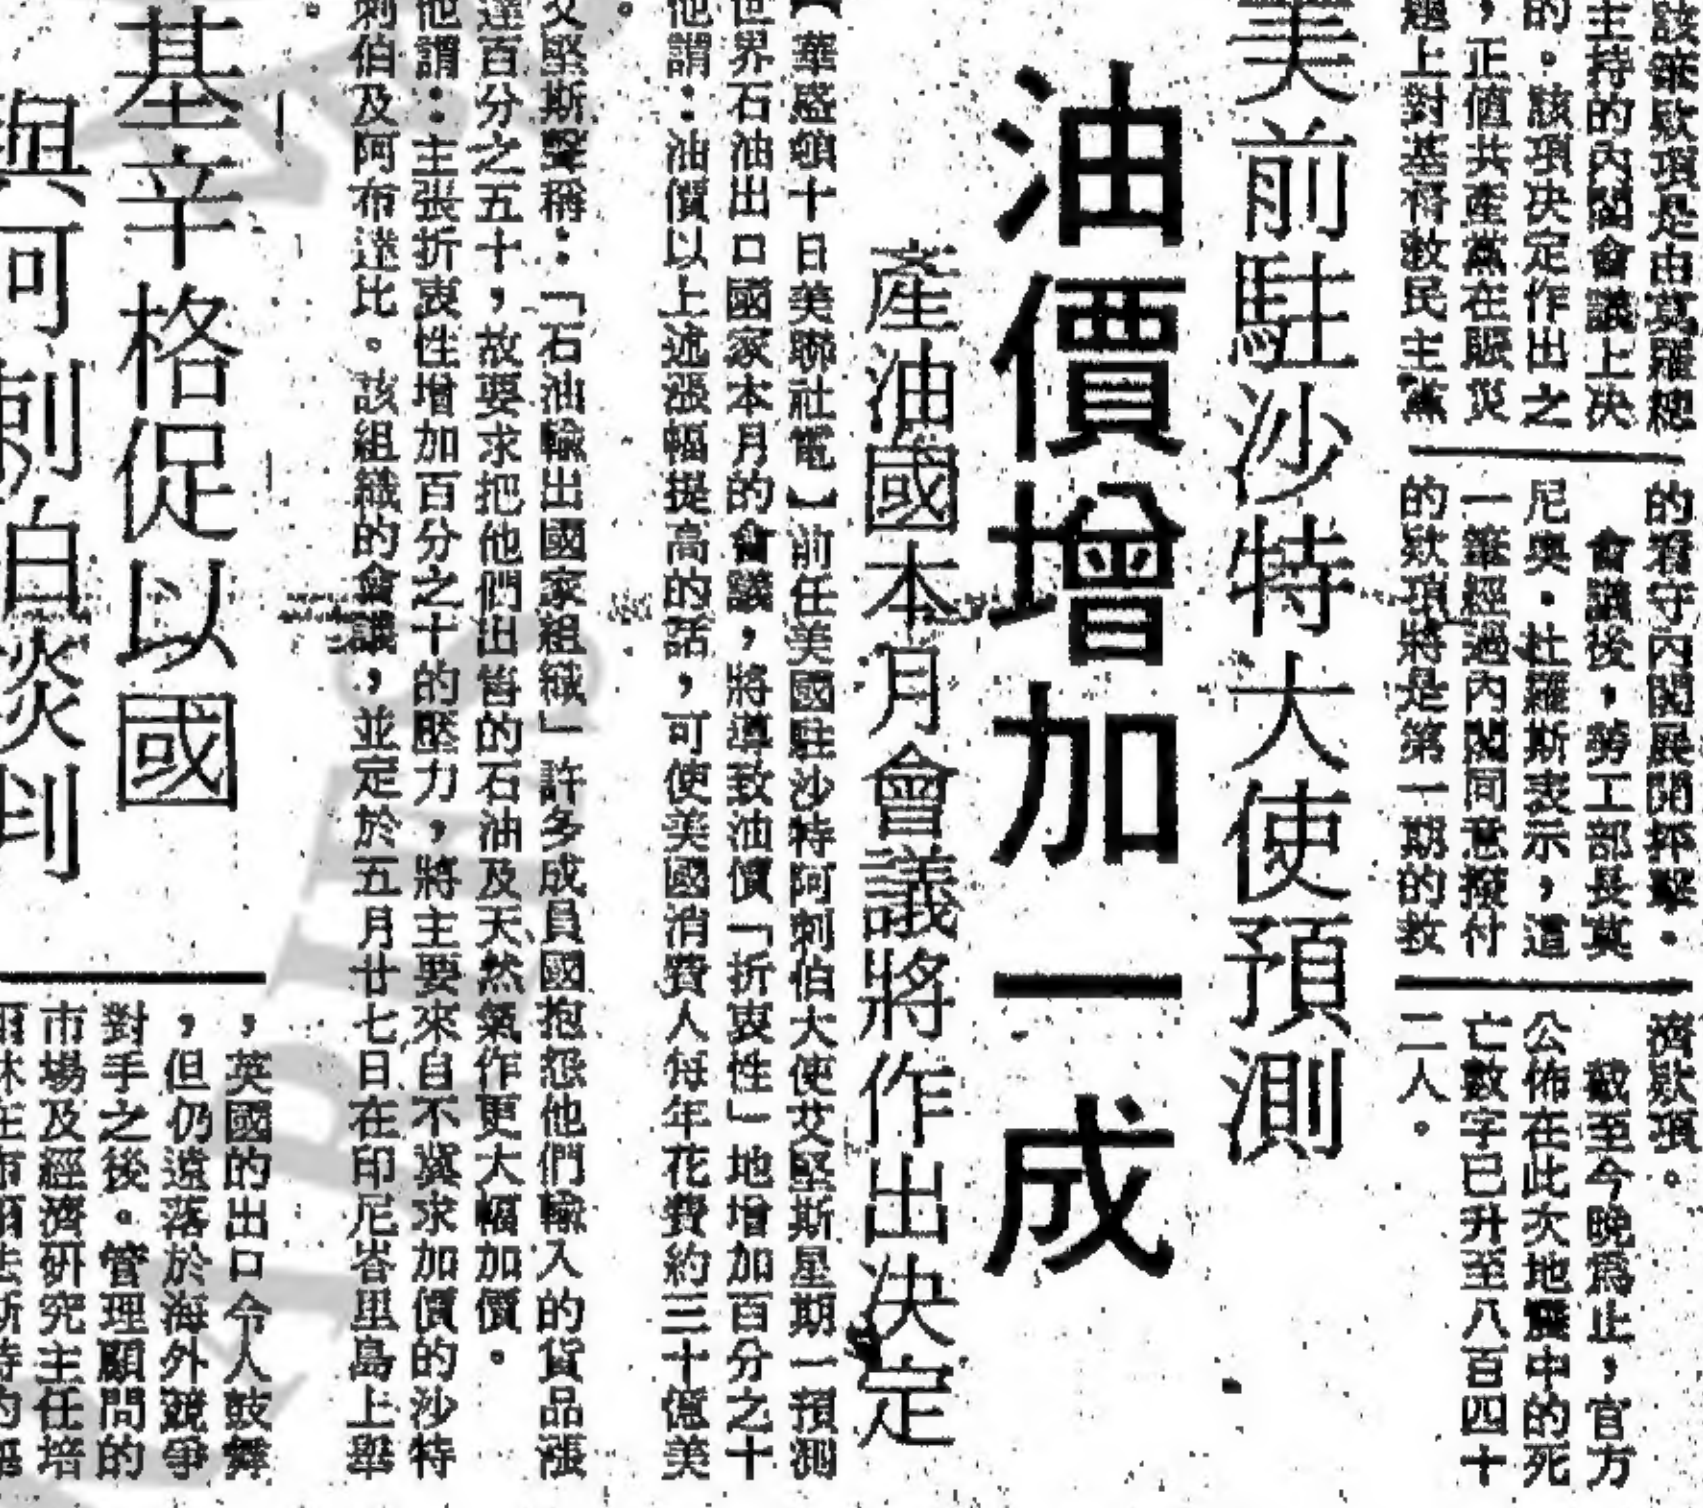 該筆款項是由莫羅總
主持的內閣會議上決
的。該項決定作出之
，正值共產黨在賑災
題上對基督教民主黨
的看守內閣展開抨擊。
會議後，勞工部長莫
尼奧·杜羅斯表示，這
一筆經過內閣同意撥付
的款項將是第一期的救
濟款項。
截至今晚爲止，官方
公佈在此次地震中的死
亡數字已升至八百四十
二人。
美前駐沙特大使預測
油價增加一成
產油國本月會議將作出決定
【華盛頓十日美聯社電】前任美國駐沙特阿剌伯大使艾堅斯星期一預測
世界石油出口國家本月的會議，將導致油價「折衷性」地增加百分之十
他謂：油價以上述漲幅提高的話，可使美國消費人每年花費約三十億美
。
艾堅斯聲稱：「石油輸出國家組織」許多成員國抱怨他們輸入的貨品漲
達百分之五十，故要求把他們出售的石油及天然氣作更大幅加價。
他謂：主張折衷性增加百分之十的壓力，將主要來自不冀求加價的沙特
剌伯及阿布達比。該組織的會議，並定於五月廿七日在印尼峇里島上舉
。
基辛格促以國
與阿剌伯談判
，英國的出口令人鼓舞
，但仍遠落於海外競爭
對手之後。管理顧問的
市場及經濟研究主任培